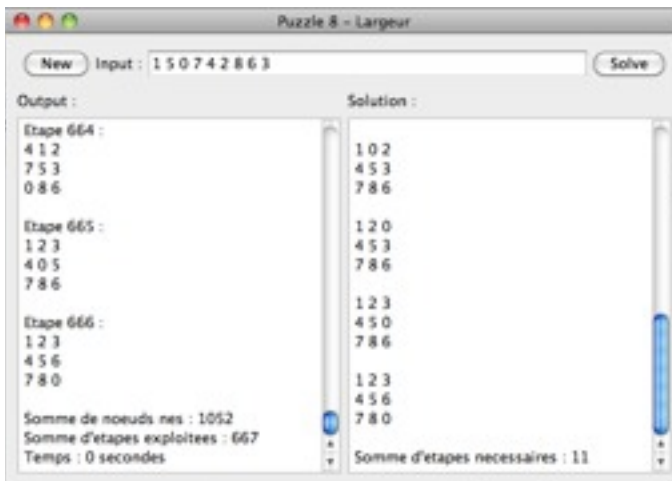 Puzzle 8 - Largeur
New Input : 1 5 0 7 4 2 8 6 3 Solve
Output :
Etape 664 :
4 1 2
7 5 3
0 8 6
Etape 665 :
1 2 3
4 0 5
7 8 6
Etape 666 :
1 2 3
4 5 6
7 8 0
Somme de noeuds nes : 1052
Somme d'etapes exploitees : 667
Temps : 0 secondes
Solution :
1 0 2
4 5 3
7 8 6
1 2 0
4 5 3
7 8 6
1 2 3
4 5 0
7 8 6
1 2 3
4 5 6
7 8 0
Somme d'etapes necessaires : 11